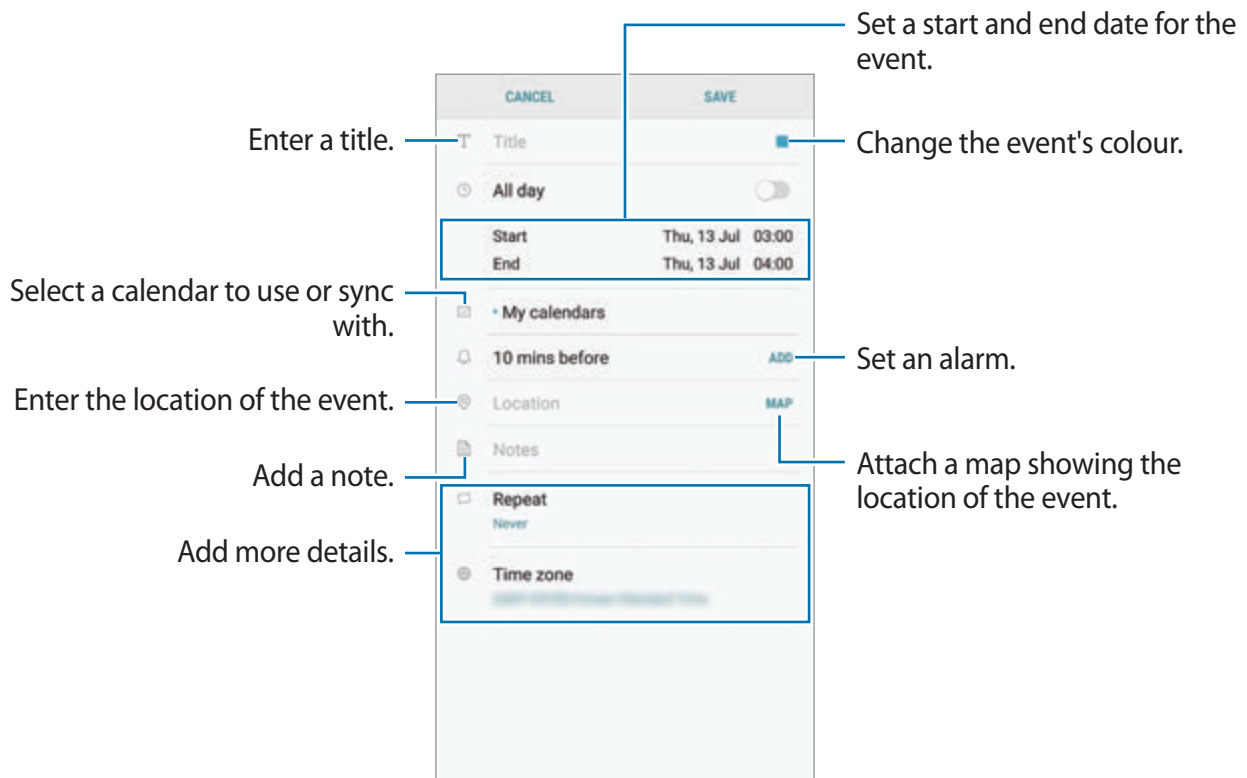 Set a start and end date for the
event.
CANCEL SAVE
Enter a title.
T Title
Change the event's colour.
All day
Start Thu, 13 Jul 03:00
End Thu, 13 Jul 04:00
Select a calendar to use or sync
with.
My calendars
10 mins before ADD
Set an alarm.
Enter the location of the event.
Location MAP
Add a note.
Notes
Attach a map showing the
location of the event.
Repeat
Never
Add more details.
Time zone